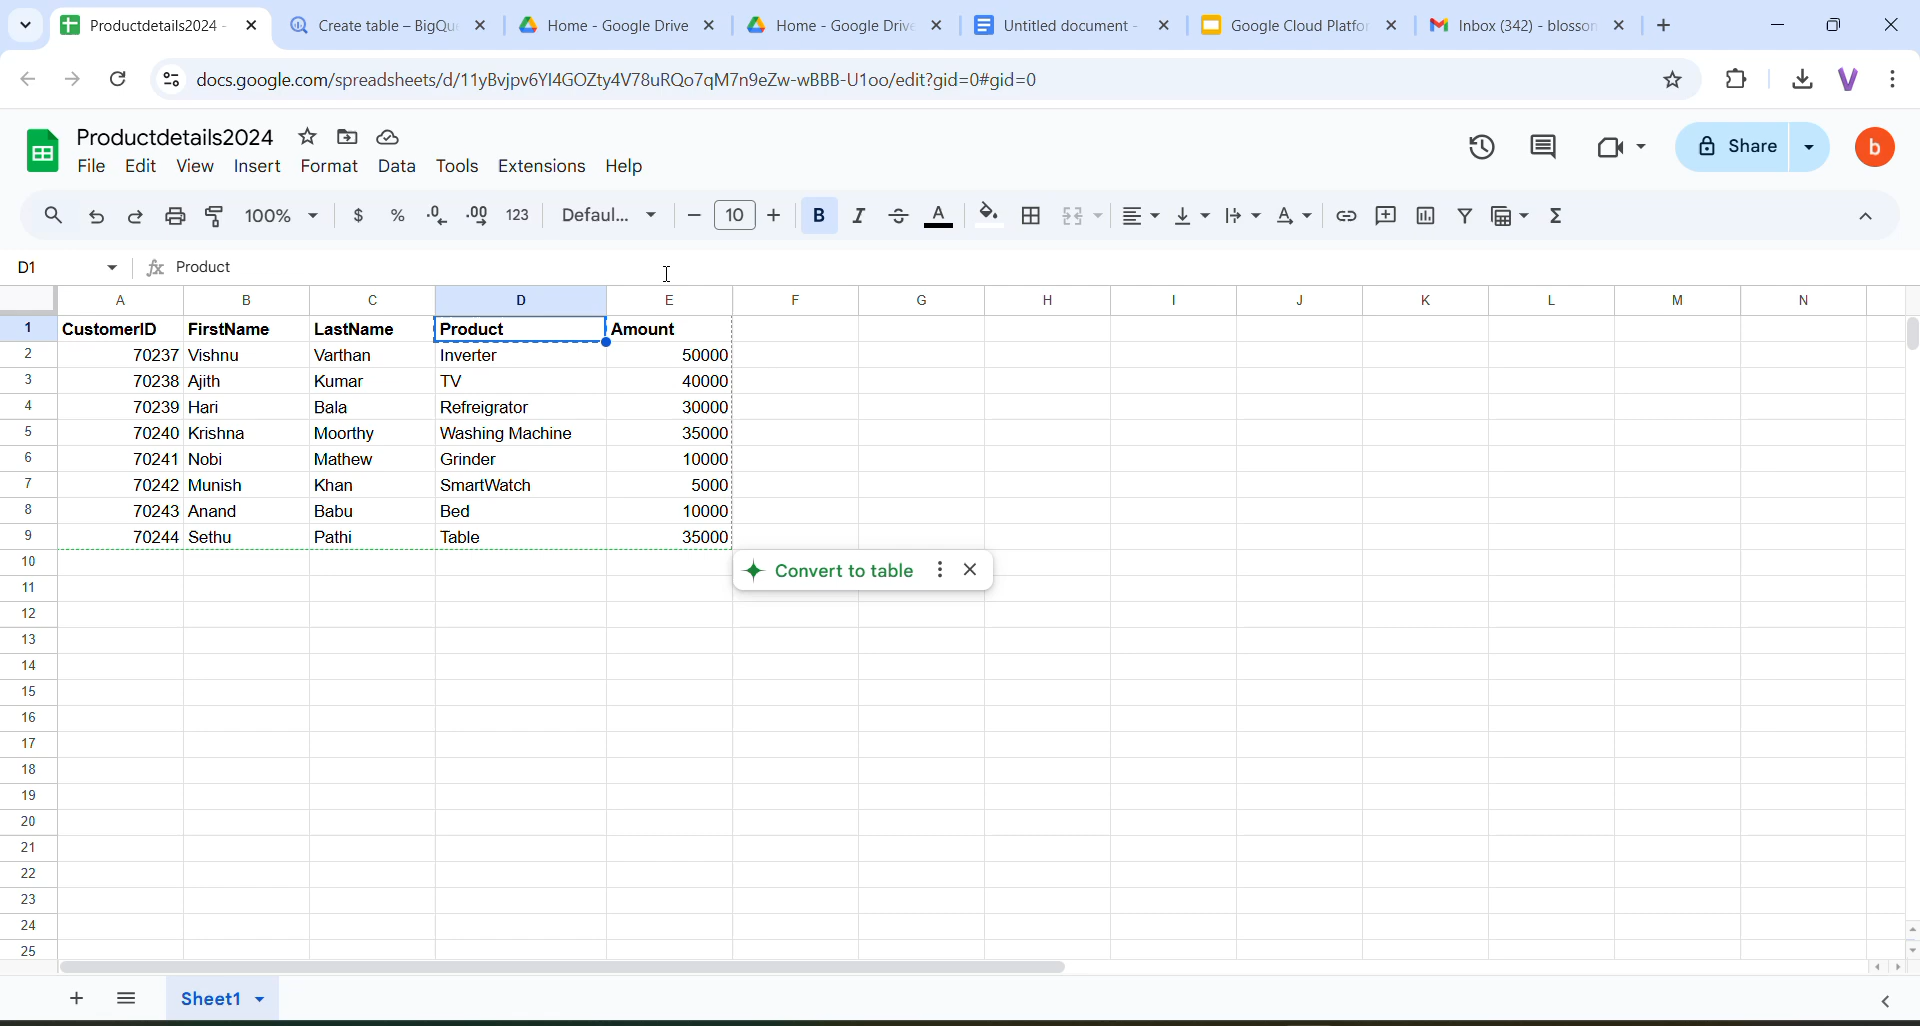 Productdetails2024 -
Create table – BigQu
Home - Google Drive
Home - Google Drive
Untitled document -
Google Cloud Platfor
Inbox (342) - blosson
docs.google.com/spreadsheets/d/11yBvjpv6Yl4GOZty4V78uRQo7qM7n9eZw-wBBB-U1oo/edit?gid=0#gid=0
V
Productdetails2024
File Edit View Insert Format Data Tools Extensions Help
Share
b
100% $ % .0 .00 123 Defaul... 10 B I S A Σ
D1 fx Product
A B C D E F G H I J K L M N
1 CustomerID FirstName LastName Product Amount
2 70237 Vishnu Varthan Inverter 50000
3 70238 Ajith Kumar TV 40000
4 70239 Hari Bala Refreigrator 30000
5 70240 Krishna Moorthy Washing Machine 35000
6 70241 Nobi Mathew Grinder 10000
7 70242 Munish Khan SmartWatch 5000
8 70243 Anand Babu Bed 10000
9 70244 Sethu Pathi Table 35000
10
Convert to table
11
12
13
14
15
16
17
18
19
20
21
22
23
24
25
Sheet1